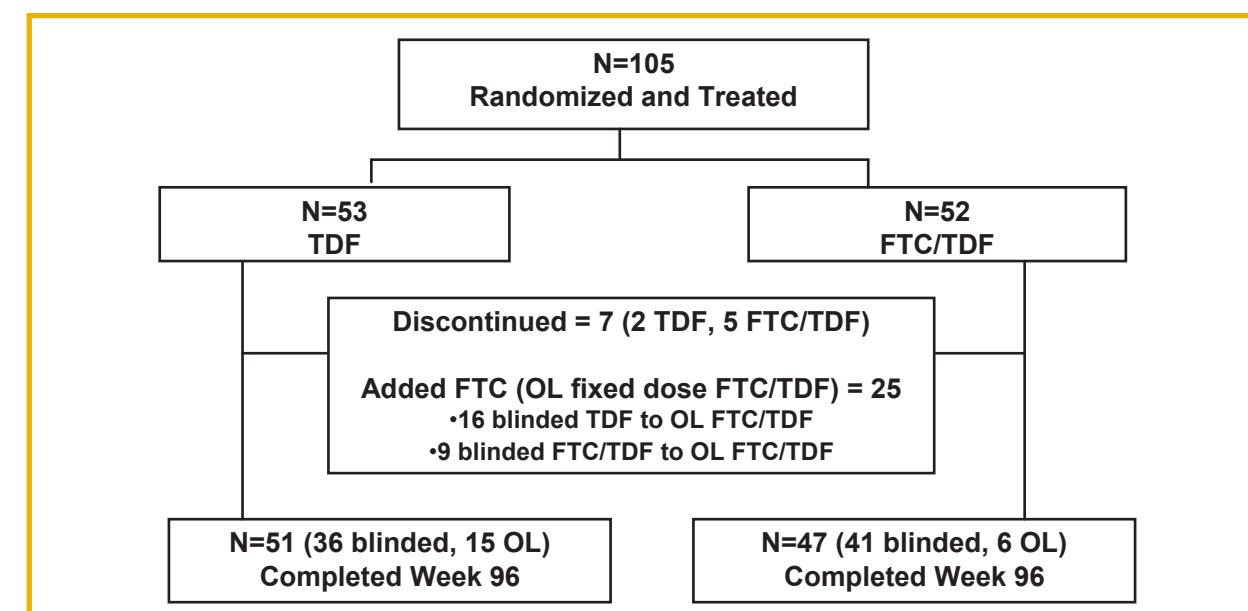 N=105
Randomized and Treated
N=53
TDF
N=52
FTC/TDF
Discontinued = 7 (2 TDF, 5 FTC/TDF)
Added FTC (OL fixed dose FTC/TDF) = 25
•16 blinded TDF to OL FTC/TDF
•9 blinded FTC/TDF to OL FTC/TDF
N=51 (36 blinded, 15 OL)
Completed Week 96
N=47 (41 blinded, 6 OL)
Completed Week 96